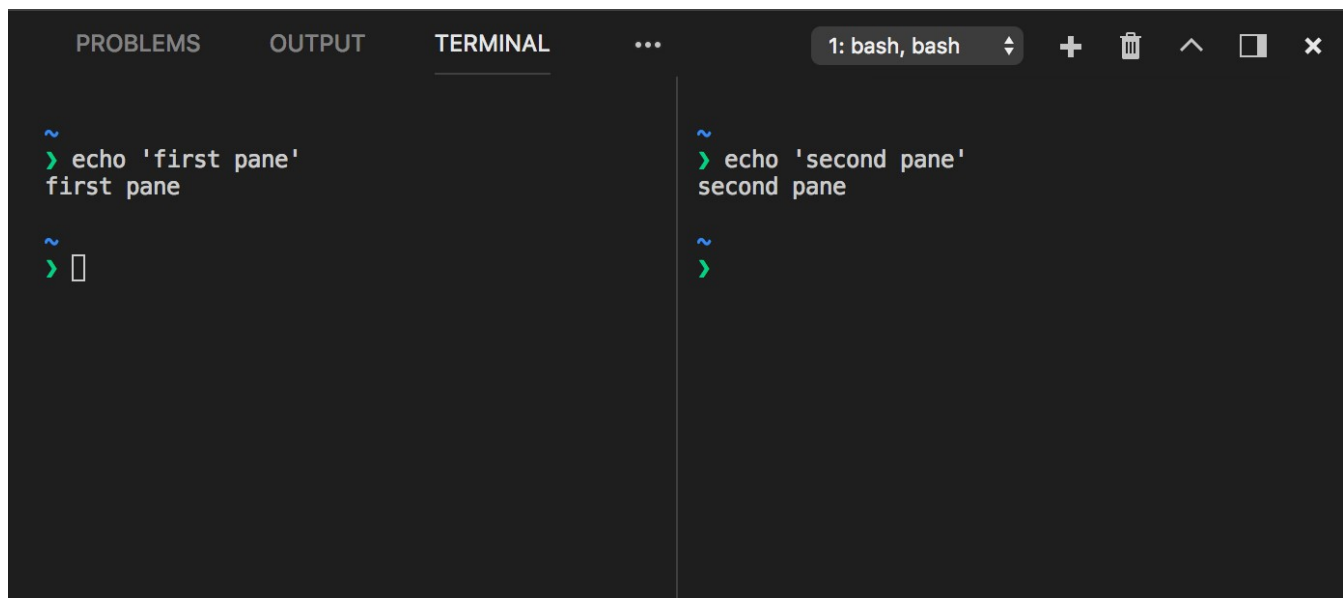 PROBLEMS OUTPUT TERMINAL ••• 1: bash, bash
~
❯ echo 'first pane'
first pane
~
❯
~
❯ echo 'second pane'
second pane
~
❯